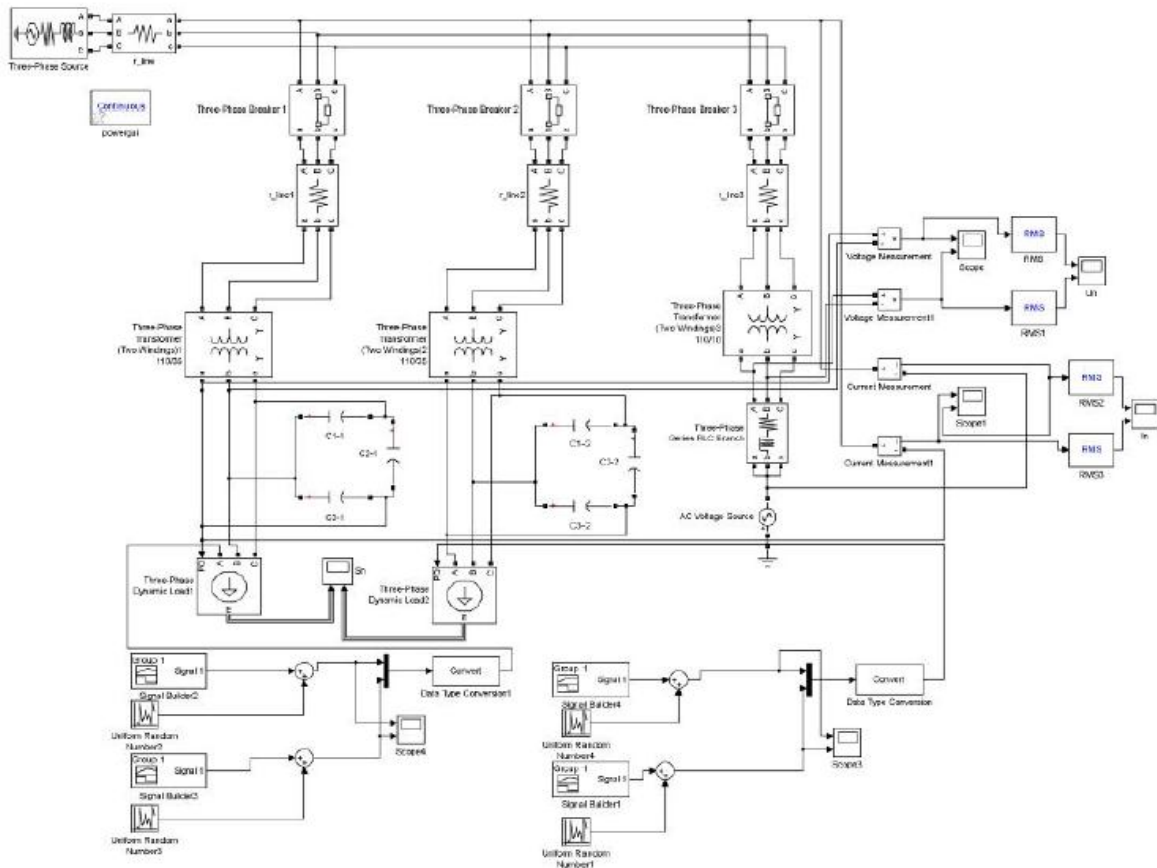 A a A
B b B
C c C
Three-Phase Source
r_line
Continuous
powergui
Three-Phase Breaker 1
Three-Phase Breaker 2
Three-Phase Breaker 3
r_line1
r_line2
r_line3
Three-Phase
Transformer
(Two Windings)1
Three-Phase
Transformer
(Two Windings)2
Three-Phase
Transformer
(Two Windings)3
110/10
Voltage Measurement
Scope
RMS
RMS
Un
Voltage Measurement1
RMS
RMS1
Current Measurement
Scope1
RMS
RMS2
In
Current Measurement1
RMS
RMS3
C1-1
C2-1
C3-1
C1-2
C3-2
C3-2
Three-Phase
Series RLC Branch
AC Voltage Source
Three-Phase
Dynamic Load1
Sn
Three-Phase
Dynamic Load2
Group 1
Signal 1
Signal Builder2
Convert
Data Type Conversion1
Uniform Random
Number2
Group 1
Signal 1
Signal Builder3
Uniform Random
Number3
Group 1
Signal 1
Signal Builder4
Convert
Data Type Conversion
Uniform Random
Number4
Scope3
Group 1
Signal 1
Signal Builder1
Uniform Random
Number1